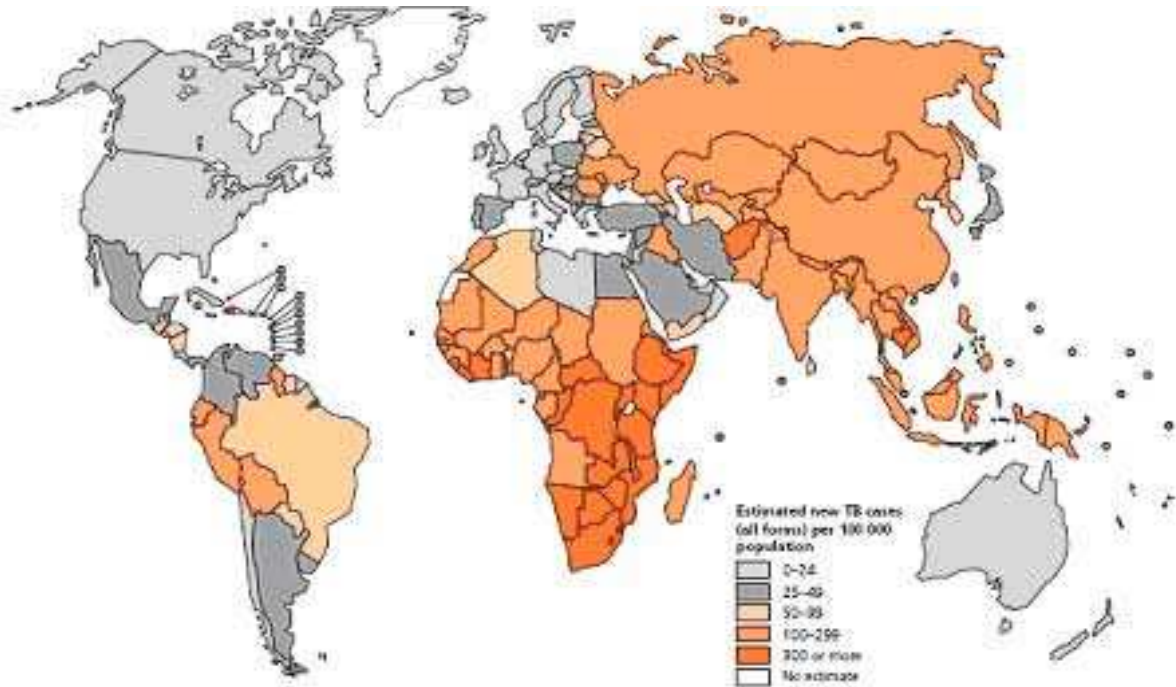 Estimated new TB cases
(all forms) per 100 000
population
0–24
25–49
50–99
100–299
300 or more
No estimate